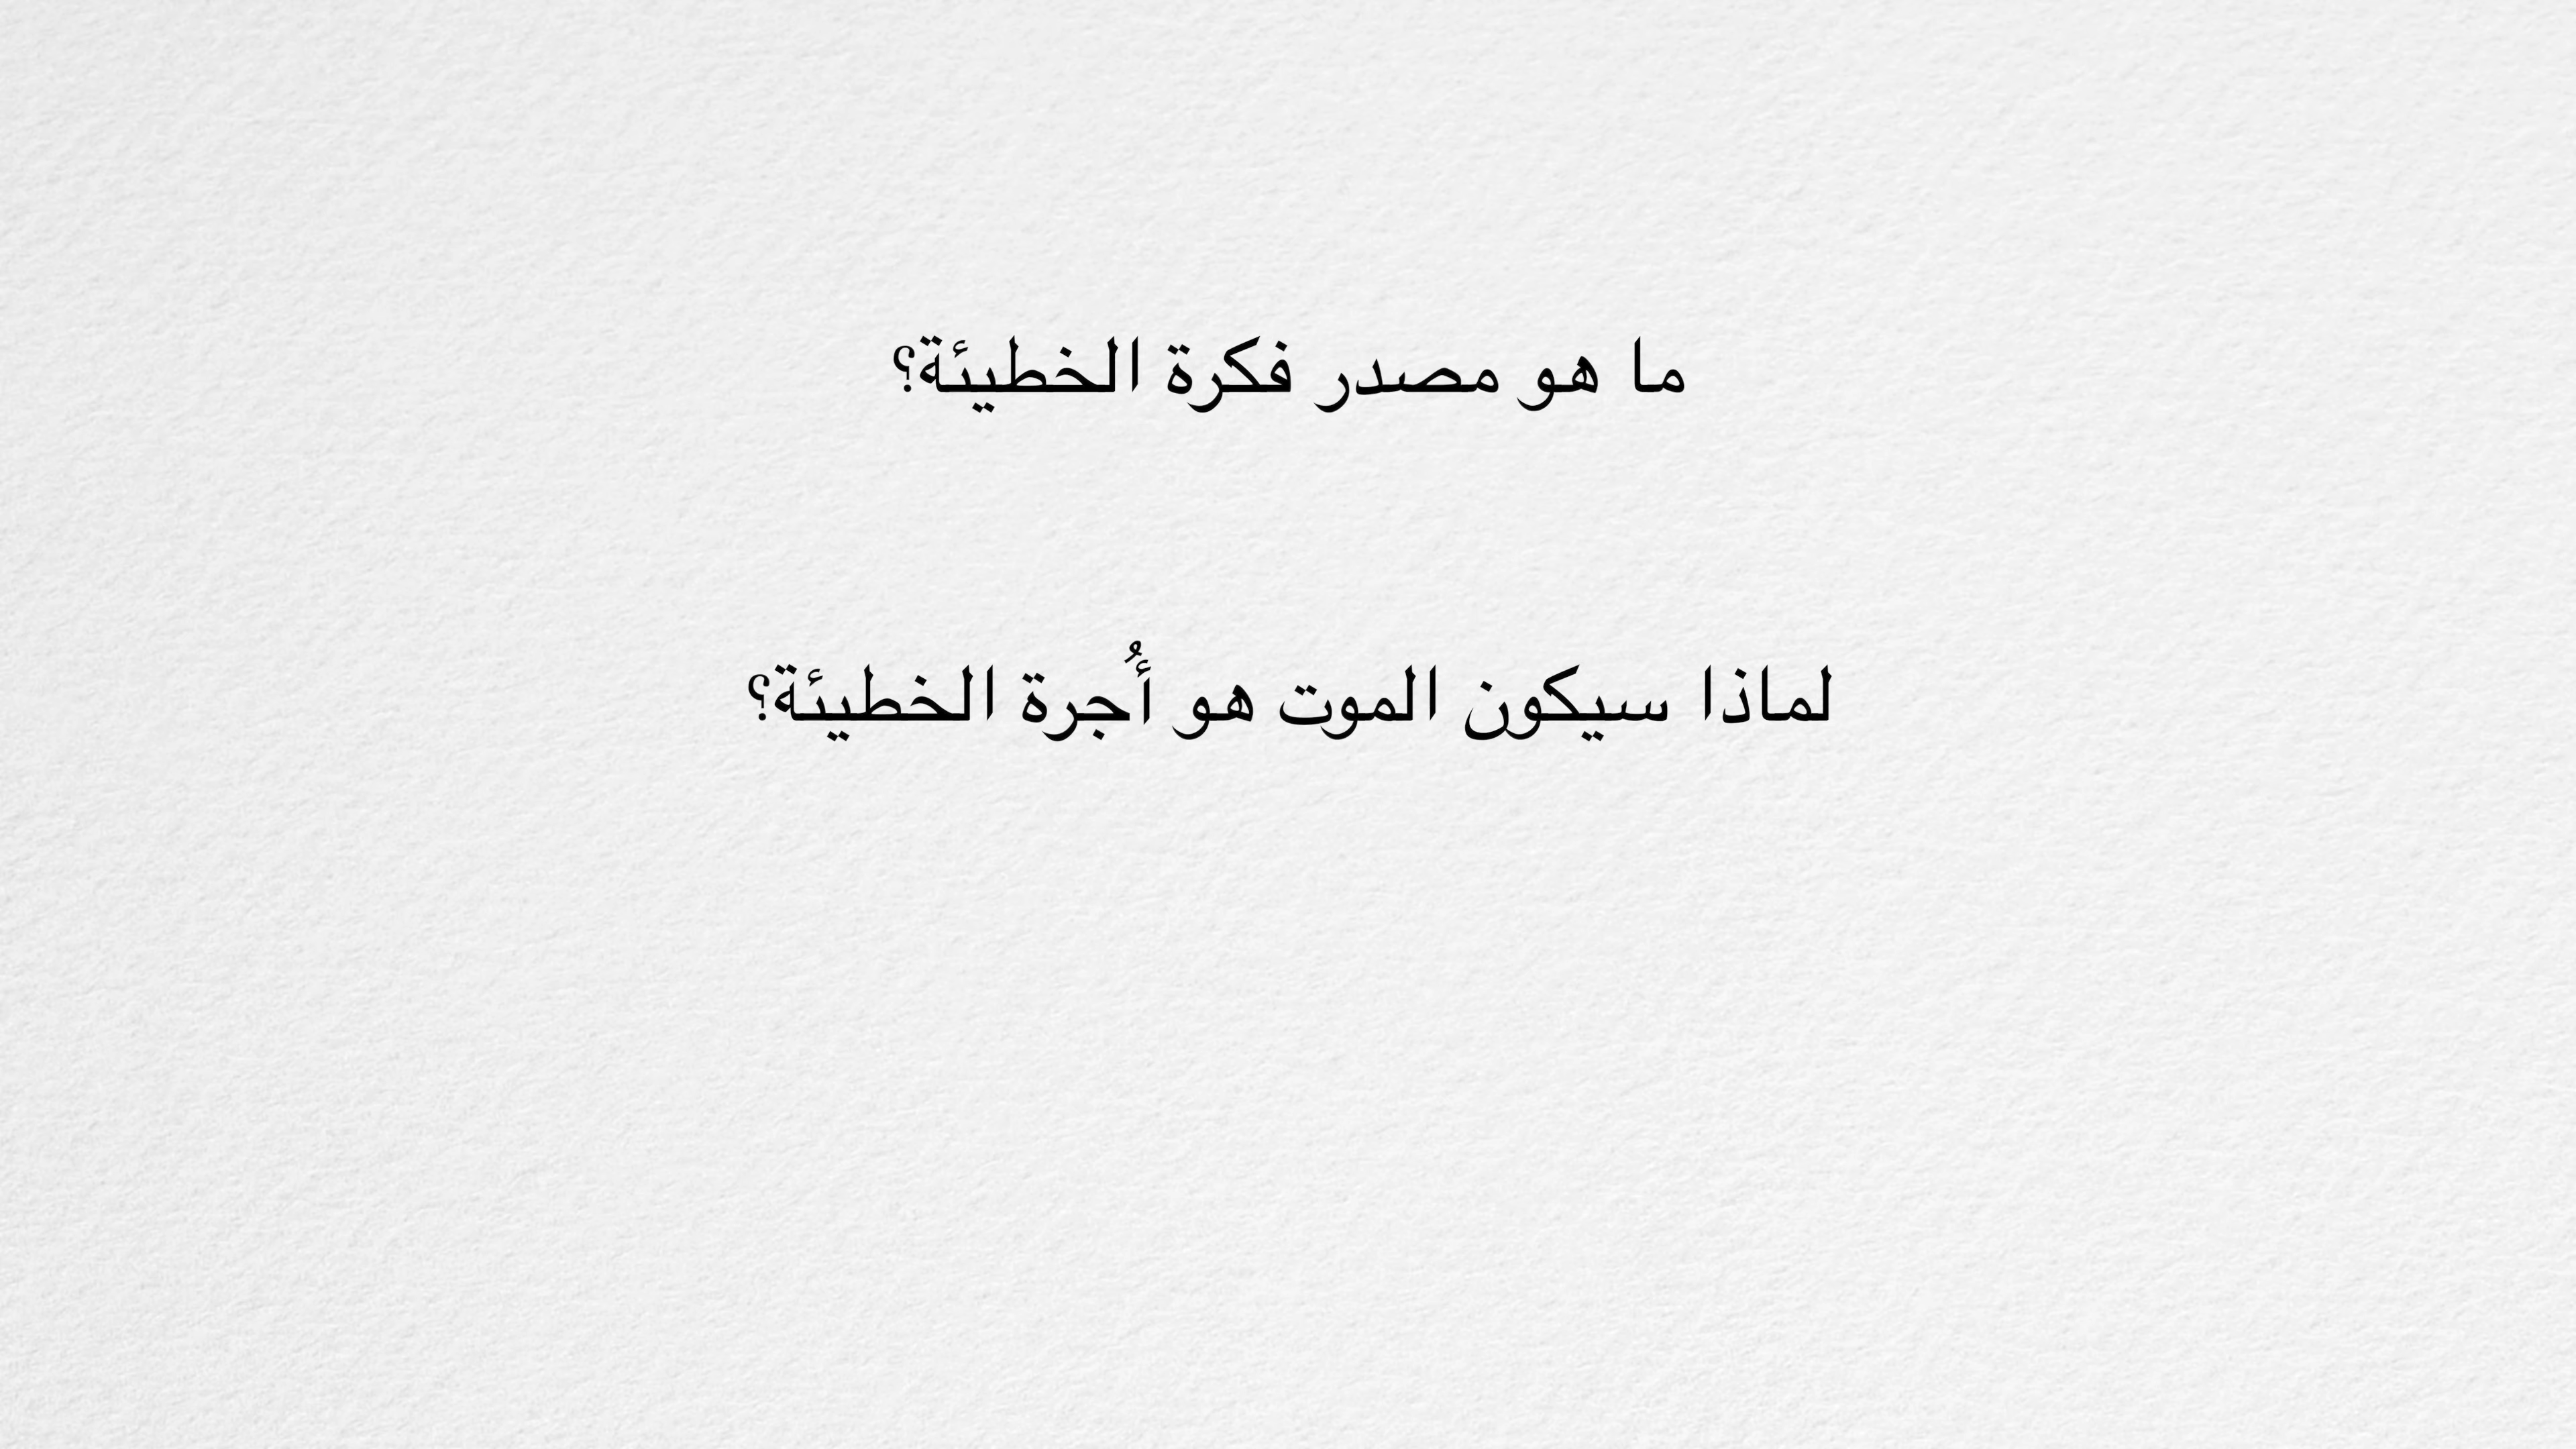 ما هو مصدر فكرة الخطيئة؟
لماذا سيكون الموت هو أُجرة الخطيئة؟